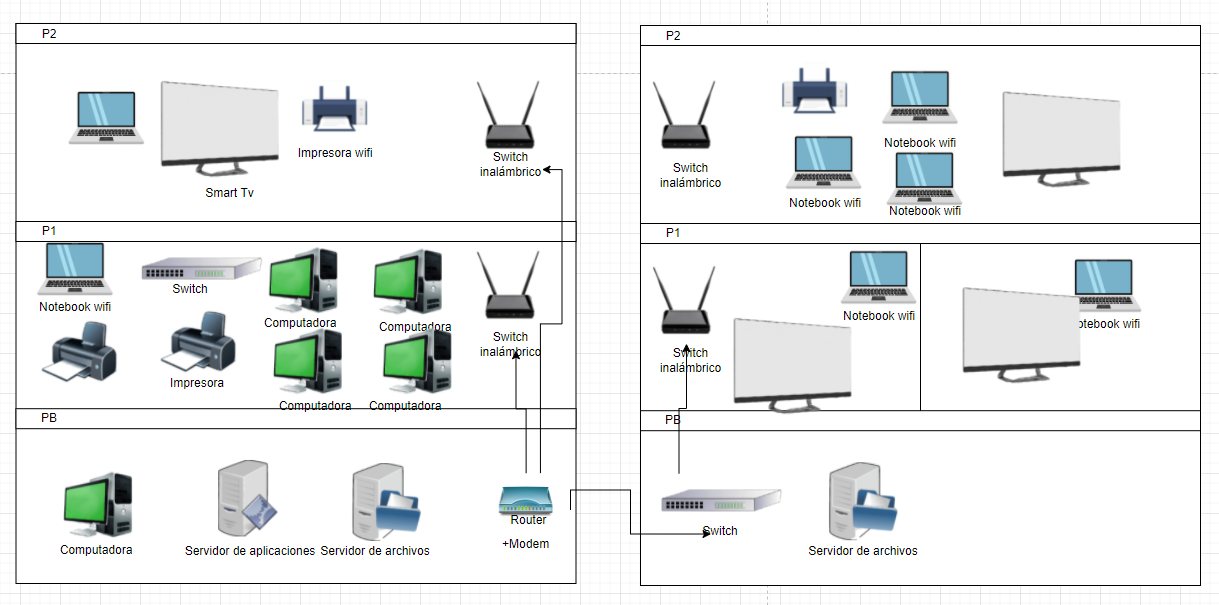 P2
Impresora wifi
Smart Tv
Switch
inalámbrico
P1
Notebook wifi
Switch
Computadora
Computadora
Switch
inalámbrico
Impresora
Computadora
Computadora
PB
Computadora
Servidor de aplicaciones
Servidor de archivos
Router
+Modem
P2
Switch
inalámbrico
Notebook wifi
Notebook wifi
Notebook wifi
P1
Switch
inalámbrico
Notebook wifi
otebook wifi
PB
Switch
Servidor de archivos